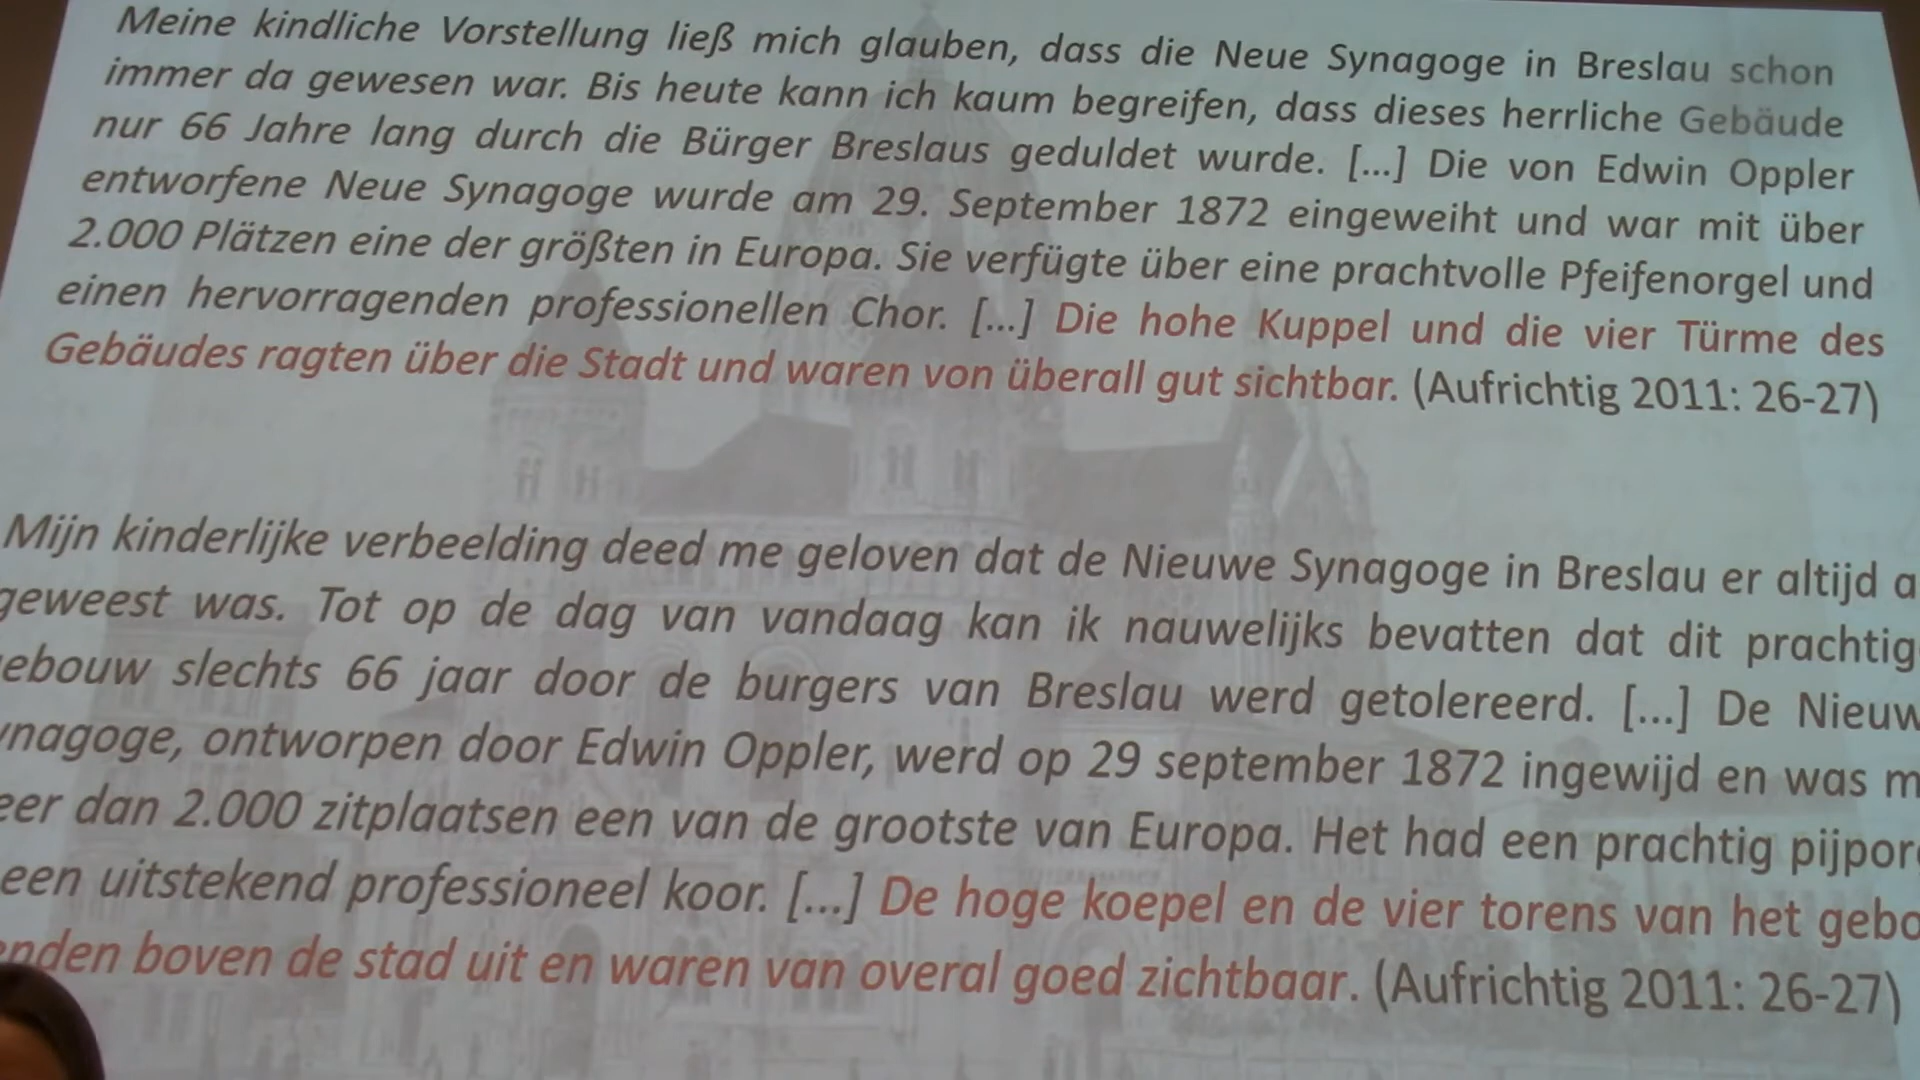 Meine kindliche Vorstellung ließ mich glauben, dass die Neue Synagoge in Breslau schon
immer da gewesen war. Bis heute kann ich kaum begreifen, dass dieses herrliche Gebäude
nur 66 Jahre lang durch die Bürger Breslaus geduldet wurde. [...] Die von Edwin Oppler
entworfene Neue Synagoge wurde am 29. September 1872 eingeweiht und war mit über
2.000 Plätzen eine der größten in Europa. Sie verfügte über eine prachtvolle Pfeifenorgel und
einen hervorragenden professionellen Chor. [...] Die hohe Kuppel und die vier Türme des
Gebäudes ragten über die Stadt und waren von überall gut sichtbar. (Aufrichtig 2011: 26-27)
Mijn kinderlijke verbeelding deed me geloven dat de Nieuwe Synagoge in Breslau er altijd a
geweest was. Tot op de dag van vandaag kan ik nauwelijks bevatten dat dit prachtig
ebouw slechts 66 jaar door de burgers van Breslau werd getolereerd. [...] De Nieuw
ynagoge, ontworpen door Edwin Oppler, werd op 29 september 1872 ingewijd en was m
eer dan 2.000 zitplaatsen een van de grootste van Europa. Het had een prachtig pijpor
een uitstekend professioneel koor. [...] De hoge koepel en de vier torens van het gebo
nden boven de stad uit en waren van overal goed zichtbaar. (Aufrichtig 2011: 26-27)